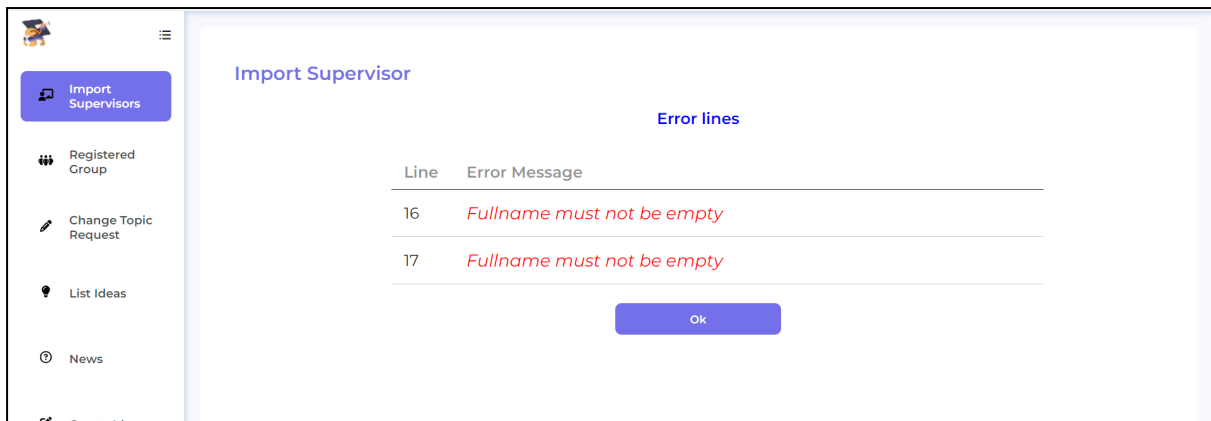 Import
Supervisors
Registered
Group
Change Topic
Request
List Ideas
News
Import Supervisor
Error lines
Line Error Message
16 Fullname must not be empty
17 Fullname must not be empty
Ok